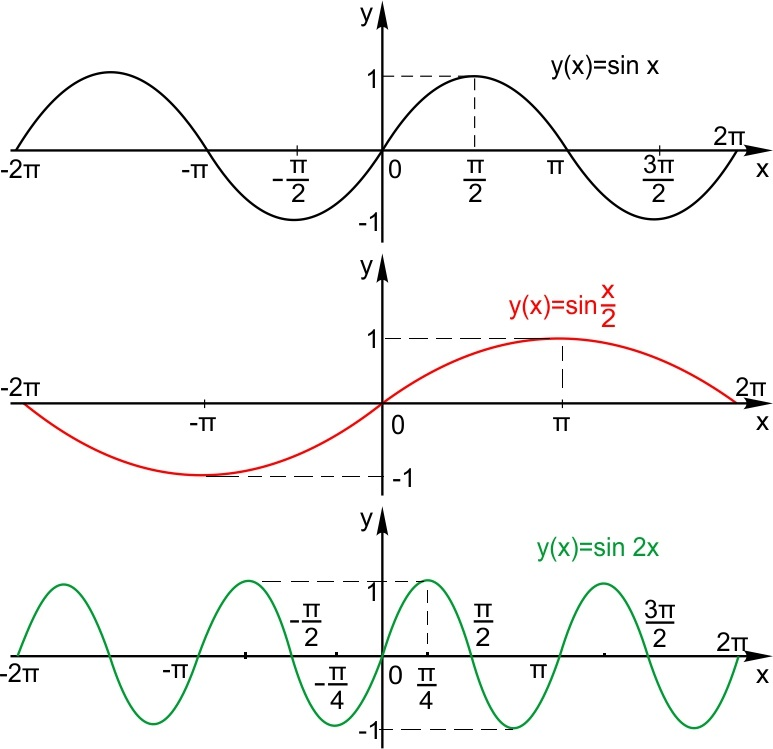 y
1
y(x)=sin x
-2π
-π
-π/2
0
π/2
π
3π/2
2π
x
-1
y
1
y(x)=sin x/2
-2π
-π
0
π
2π
x
-1
y
1
y(x)=sin 2x
-2π
-π
-π/2
-π/4
0
π/4
π/2
π
3π/2
2π
x
-1